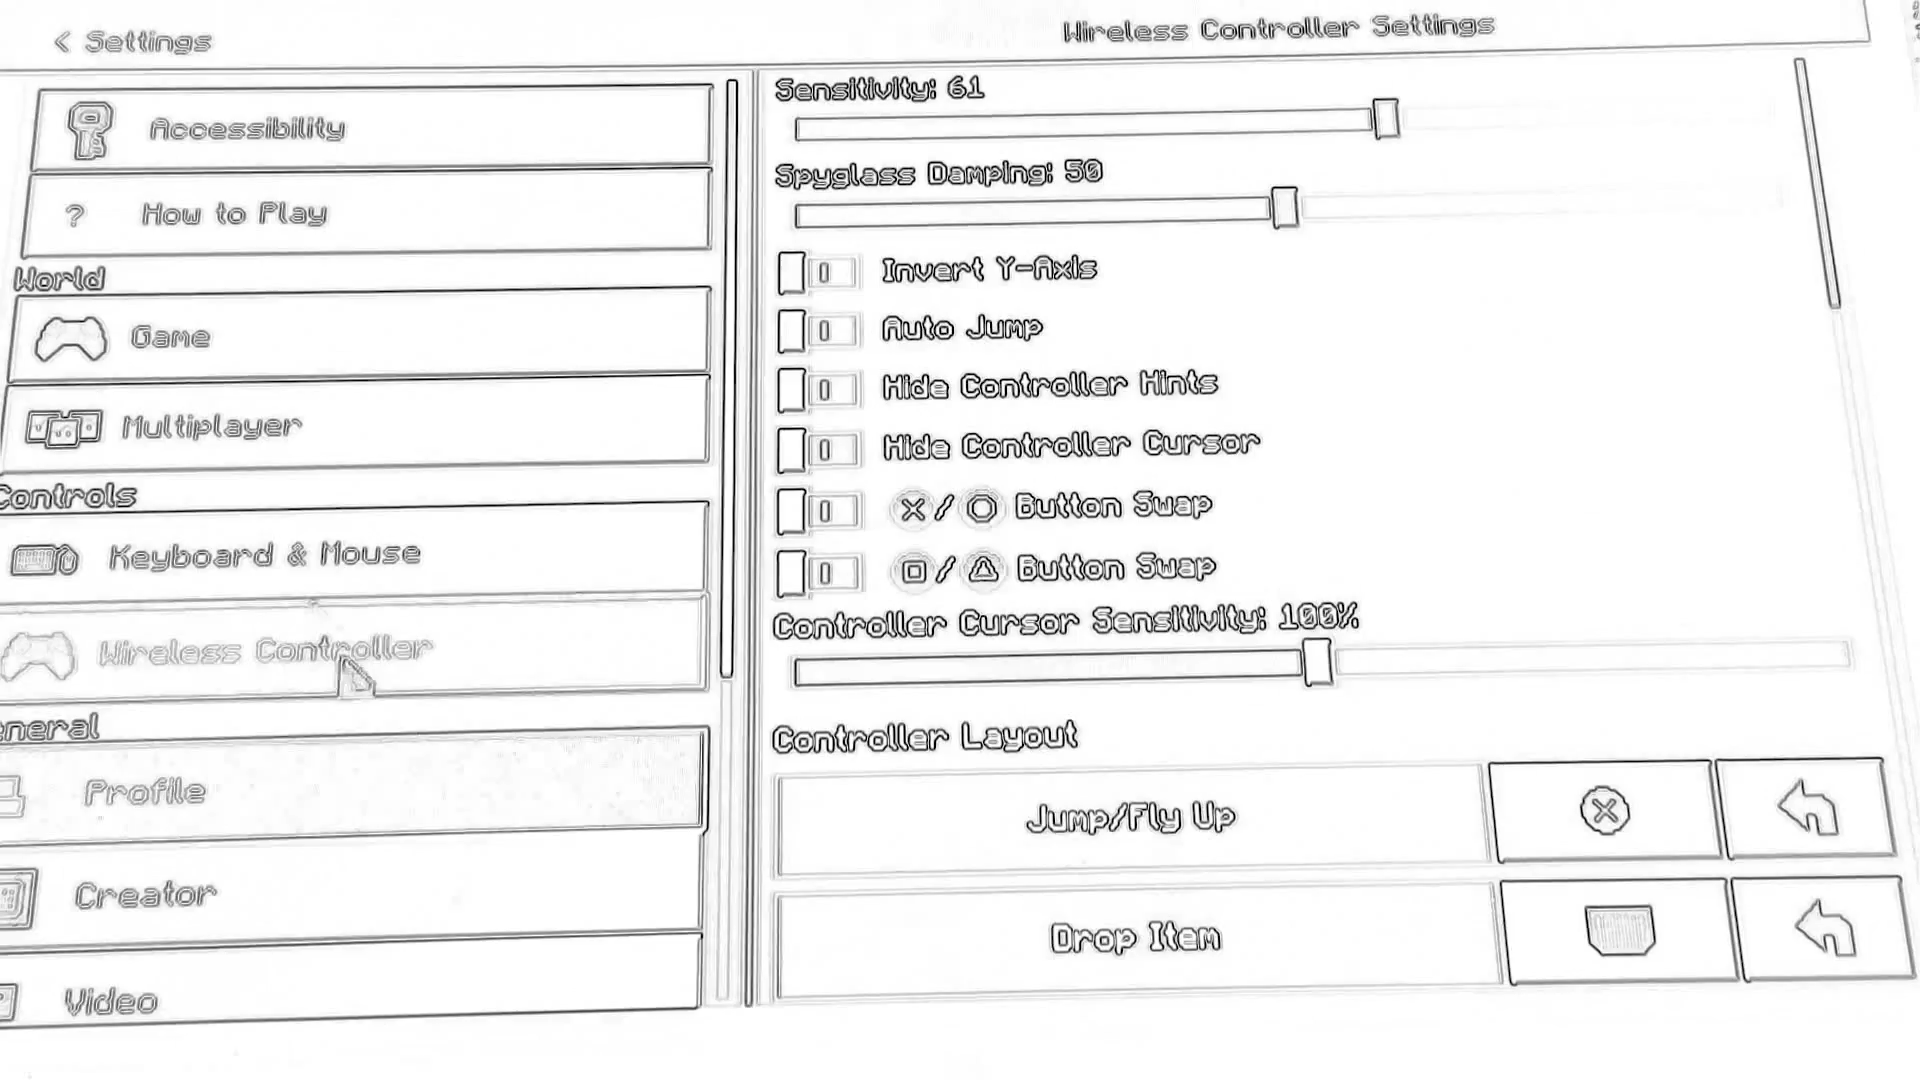 < Settings
Wireless Controller Settings
Accessibility
? How to Play
World
Game
Multiplayer
Controls
Keyboard & Mouse
Wireless Controller
eneral
Profile
Creator
Video
Sensitivity: 61
Spyglass Damping: 50
Invert Y-Axis
Auto Jump
Hide Controller Hints
Hide Controller Cursor
/ Button Swap
/ Button Swap
Controller Cursor Sensitivity: 100%
Controller Layout
Jump/Fly Up
Drop Item